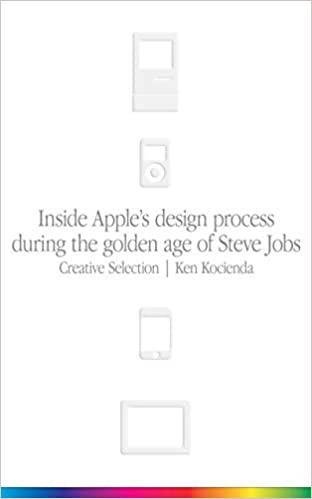 Inside Apple's design process
during the golden age of Steve Jobs
Creative Selection | Ken Kocienda